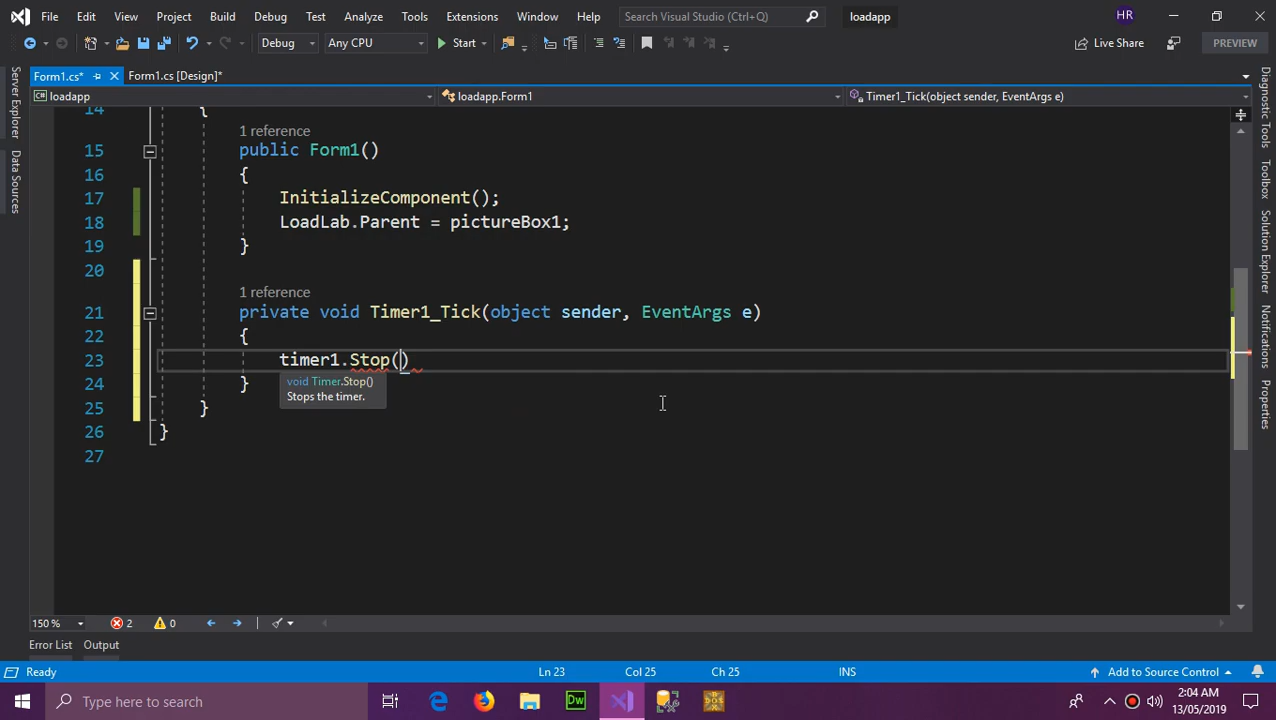 File Edit View Project Build Debug Test Analyze Tools Extensions Window Help Search Visual Studio (Ctrl+Q) loadapp HR
Debug Any CPU Start Live Share PREVIEW
Form1.cs* Form1.cs [Design]*
loadapp loadapp.Form1 Timer1_Tick(object sender, EventArgs e)
Server Explorer
Data Sources
14 {
1 reference
15 public Form1()
16 {
17 InitializeComponent();
18 LoadLab.Parent = pictureBox1;
19 }
20
1 reference
21 private void Timer1_Tick(object sender, EventArgs e)
22 {
23 timer1.Stop()
24 }
void Timer.Stop()
Stops the timer.
25 }
26 }
27
Diagnostic Tools
Toolbox
Solution Explorer
Team Explorer
Notifications
Properties
150 % 2 0
Error List Output
Ready Ln 23 Col 25 Ch 25 INS Add to Source Control
Type here to search Dw 2:04 AM
13/05/2019